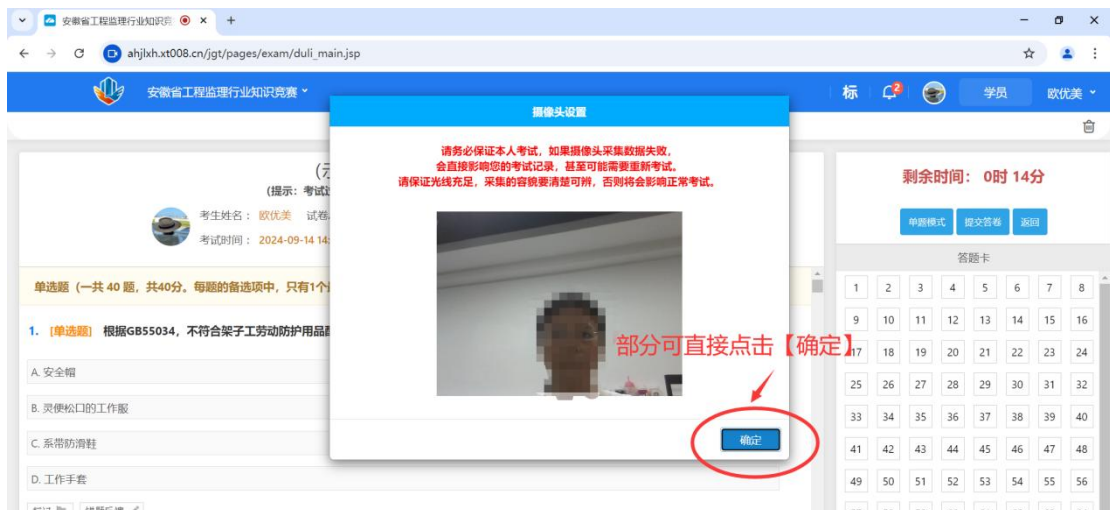 安徽省工程监理行业知识竞
ahjlxh.xt008.cn/jgt/pages/exam/duli_main.jsp
安徽省工程监理行业知识竞赛
标
2
学员
欧优美
摄像头设置
请务必保证本人考试，如果摄像头采集数据失败，
会直接影响您的考试记录，甚至可能需要重新考试。
请保证光线充足，采集的容貌要清楚可辨，否则将会影响正常考试。
部分可直接点击【确定】
确定
(提示：考试
考生姓名： 欧优美 试卷
考试时间： 2024-09-14 14:
单选题（一共 40 题，共40分。每题的备选项中，只有1个
1. [单选题] 根据GB55034，不符合架子工劳动防护用品
A. 安全帽
B. 灵便松口的工作服
C. 系带防滑鞋
D. 工作手套
剩余时间： 0时 14分
单题模式 提交答卷 返回
答题卡
1 2 3 4 5 6 7 8
9 10 11 12 13 14 15 16
17 18 19 20 21 22 23 24
25 26 27 28 29 30 31 32
33 34 35 36 37 38 39 40
41 42 43 44 45 46 47 48
49 50 51 52 53 54 55 56